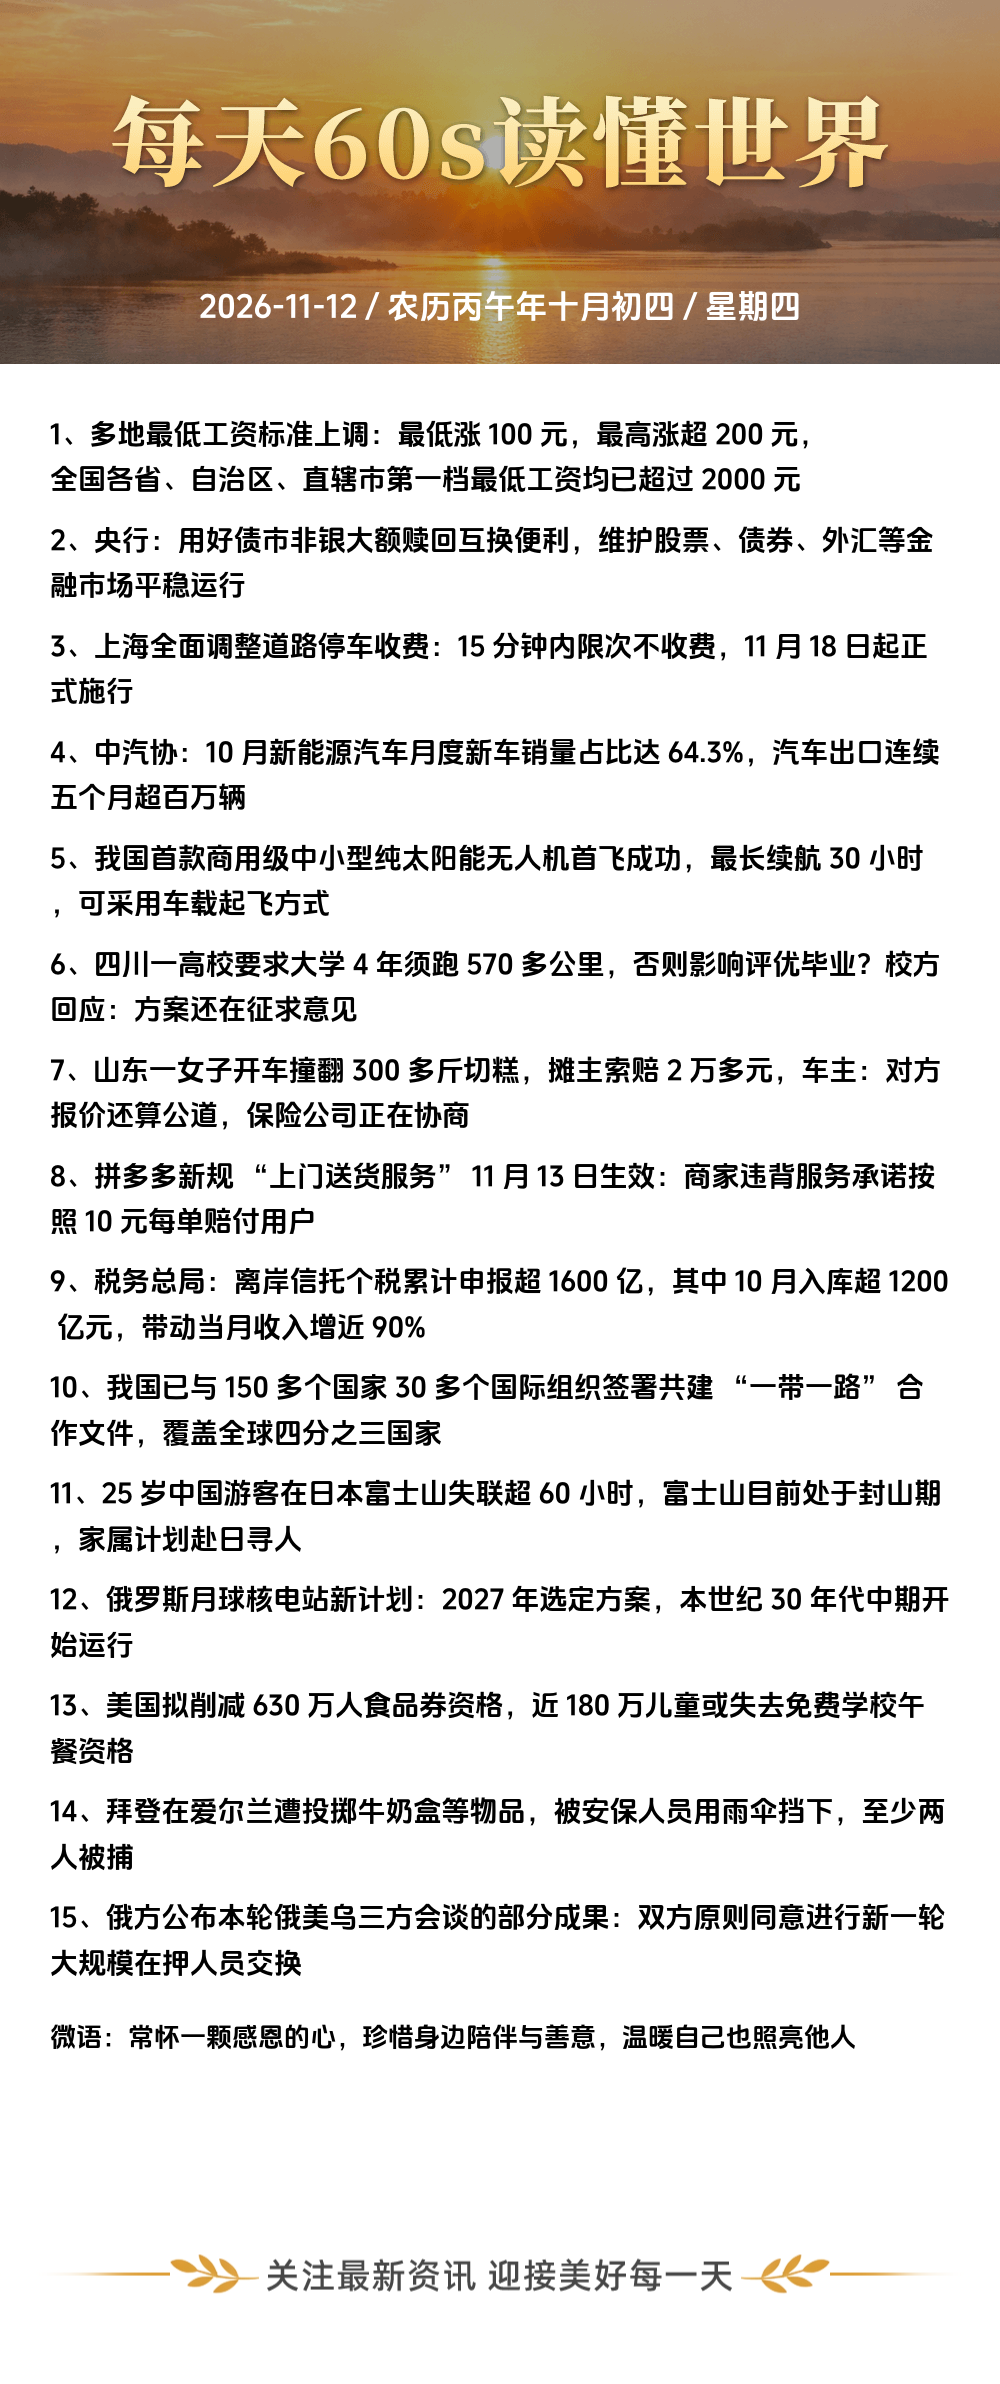 每天60s读懂世界
2026-11-12 / 农历丙午年十月初四 / 星期四
1、多地最低工资标准上调：最低涨 100 元，最高涨超 200 元，
全国各省、自治区、直辖市第一档最低工资均已超过 2000 元
2、央行：用好债市非银大额赎回互换便利，维护股票、债券、外汇等金
融市场平稳运行
3、上海全面调整道路停车收费：15 分钟内限次不收费，11 月 18 日起正
式施行
4、中汽协：10 月新能源汽车月度新车销量占比达 64.3%，汽车出口连续
五个月超百万辆
5、我国首款商用级中小型纯太阳能无人机首飞成功，最长续航 30 小时
，可采用车载起飞方式
6、四川一高校要求大学 4 年须跑 570 多公里，否则影响评优毕业？校方
回应：方案还在征求意见
7、山东一女子开车撞翻 300 多斤切糕，摊主索赔 2 万多元，车主：对方
报价还算公道，保险公司正在协商
8、拼多多新规 “上门送货服务” 11 月 13 日生效：商家违背服务承诺按
照 10 元每单赔付用户
9、税务总局：离岸信托个税累计申报超 1600 亿，其中 10 月入库超 1200
亿元，带动当月收入增近 90%
10、我国已与 150 多个国家 30 多个国际组织签署共建 “一带一路” 合
作文件，覆盖全球四分之三国家
11、25 岁中国游客在日本富士山失联超 60 小时，富士山目前处于封山期
，家属计划赴日寻人
12、俄罗斯月球核电站新计划：2027 年选定方案，本世纪 30 年代中期开
始运行
13、美国拟削减 630 万人食品券资格，近 180 万儿童或失去免费学校午
餐资格
14、拜登在爱尔兰遭投掷牛奶盒等物品，被安保人员用雨伞挡下，至少两
人被捕
15、俄方公布本轮俄美乌三方会谈的部分成果：双方原则同意进行新一轮
大规模在押人员交换
微语：常怀一颗感恩的心，珍惜身边陪伴与善意，温暖自己也照亮他人
关注最新资讯 迎接美好每一天